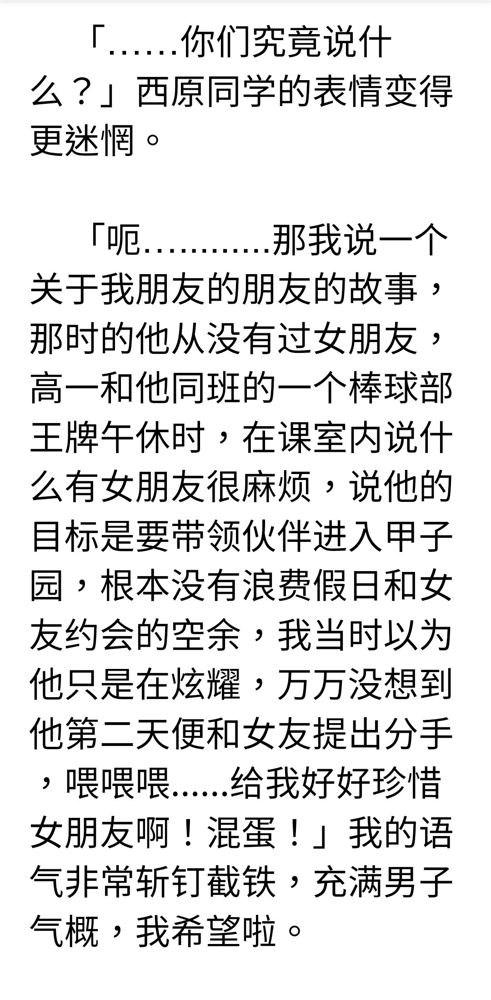 「……你们究竟说什
么？」西原同学的表情变得
更迷惘。
「呃…………那我说一个
关于我朋友的朋友的故事，
那时的他从没有过女朋友，
高一和他同班的一个棒球部
王牌午休时，在课室内说什
么有女朋友很麻烦，说他的
目标是要带领伙伴进入甲子
园，根本没有浪费假日和女
友约会的空余，我当时以为
他只是在炫耀，万万没想到
他第二天便和女友提出分手
，喂喂喂……给我好好珍惜
女朋友啊！混蛋！」我的语
气非常斩钉截铁，充满男子
气概，我希望啦。